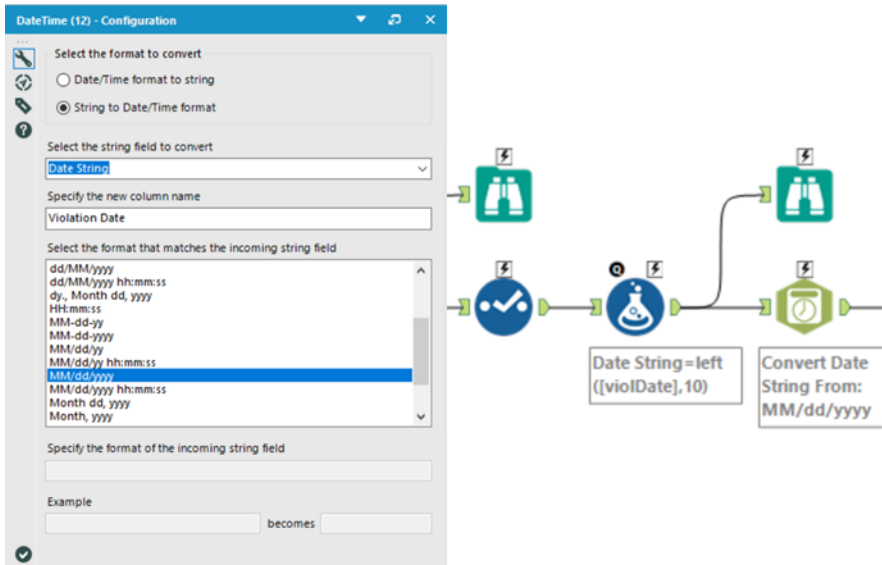 DateTime (12) - Configuration
Select the format to convert
Date/Time format to string
String to Date/Time format
Select the string field to convert
Date String
Specify the new column name
Violation Date
Select the format that matches the incoming string field
dd/MM/yyyy
dd/MM/yyyy hh:mm:ss
dy., Month dd, yyyy
HH:mm:ss
MM-dd-yy
MM-dd-yyyy
MM/dd/yy
MM/dd/yy hh:mm:ss
MM/dd/yyyy
MM/dd/yyyy hh:mm:ss
Month dd, yyyy
Month, yyyy
Specify the format of the incoming string field
Example
becomes
Q
Date String=left
([violDate],10)
Convert Date
String From:
MM/dd/yyyy